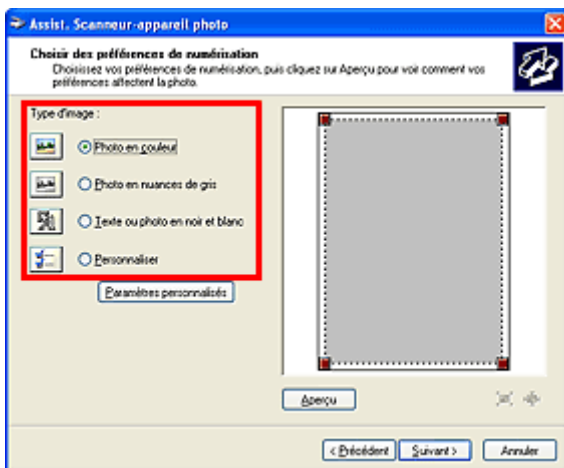 Assist. Scanneur-appareil photo
Choisir des préférences de numérisation
Choisissez vos préférences de numérisation, puis cliquez sur Aperçu pour voir comment vos
préférences affectent la photo.
Type d'image :
Photo en couleur
Photo en nuances de gris
Texte ou photo en noir et blanc
Personnaliser
Paramètres personnalisés
Aperçu
< Précédent
Suivant >
Annuler